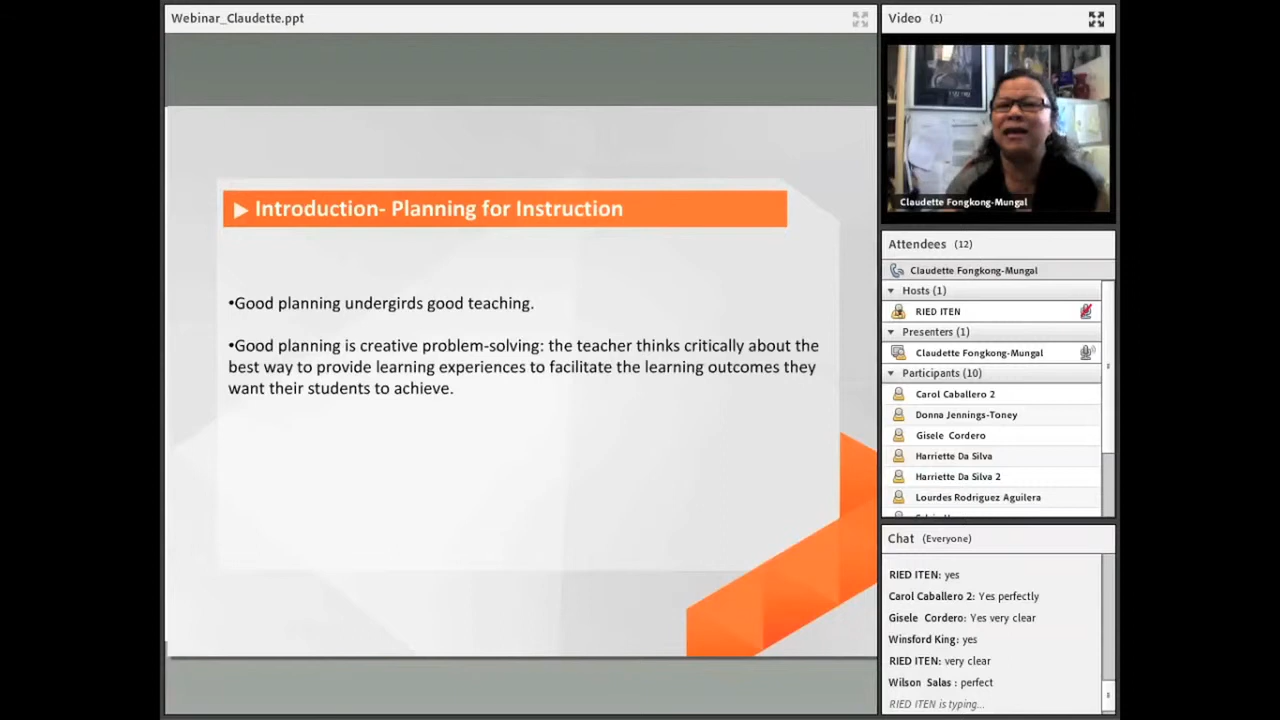 Webinar_Claudette.ppt
Introduction- Planning for Instruction
•Good planning undergirds good teaching.
•Good planning is creative problem-solving: the teacher thinks critically about the
best way to provide learning experiences to facilitate the learning outcomes they
want their students to achieve.
Video (1)
Claudette Fongkong-Mungal
Attendees (12)
Claudette Fongkong-Mungal
Hosts (1)
RIED ITEN
Presenters (1)
Claudette Fongkong-Mungal
Participants (10)
Carol Caballero 2
Donna Jennings-Toney
Gisele Cordero
Harriette Da Silva
Harriette Da Silva 2
Lourdes Rodriguez Aguilera
Chat (Everyone)
RIED ITEN: yes
Carol Caballero 2: Yes perfectly
Gisele Cordero: Yes very clear
Winsford King: yes
RIED ITEN: very clear
Wilson Salas : perfect
RIED ITEN is typing...